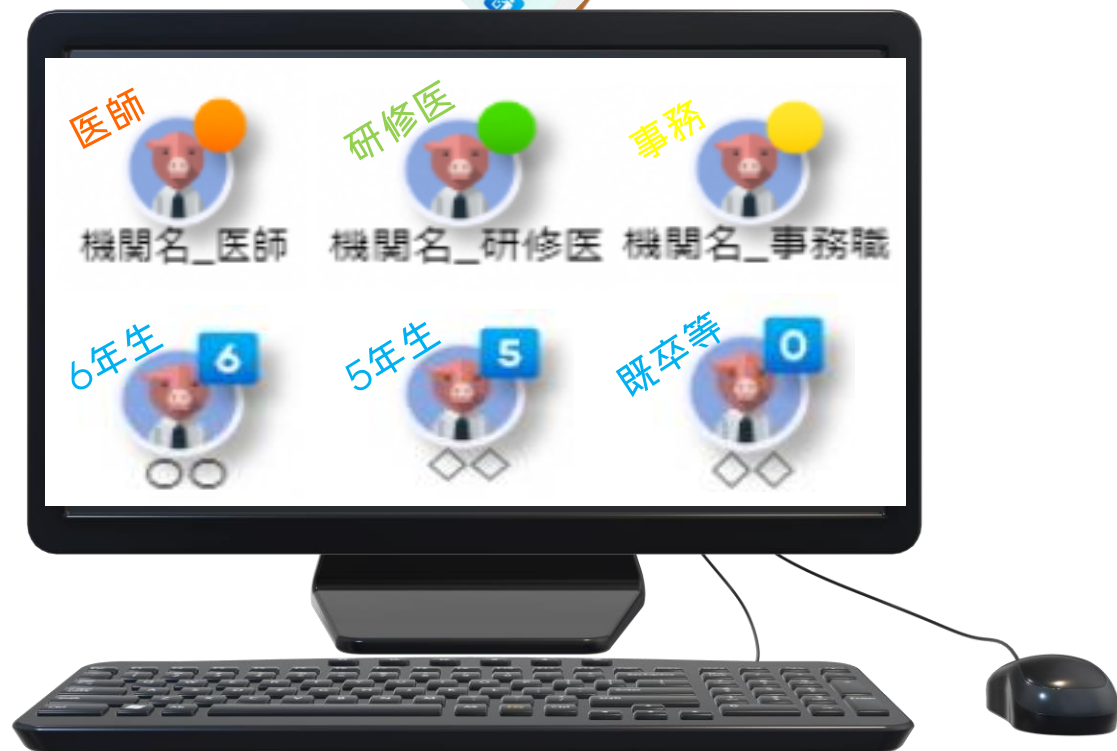 医師
研修医
事務
機関名_医師
機関名_研修医
機関名_事務職
6年生
6
5年生
5
既卒等
0
○○
◇◇
◇◇